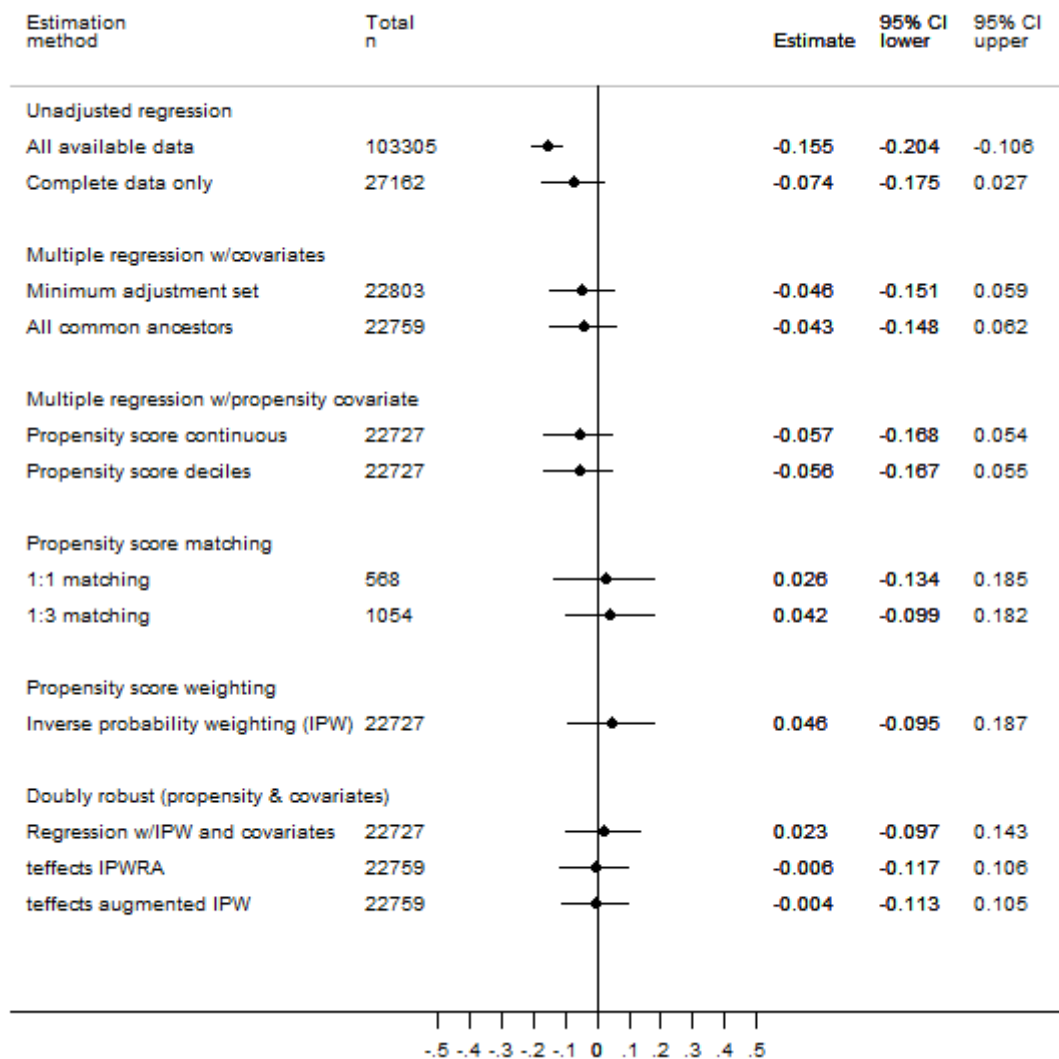 Estimation method Total n Estimate 95% CI lower 95% CI upper
Unadjusted regression
All available data 103305 -0.155 -0.204 -0.106
Complete data only 27162 -0.074 -0.175 0.027
Multiple regression w/covariates
Minimum adjustment set 22803 -0.046 -0.151 0.059
All common ancestors 22759 -0.043 -0.148 0.062
Multiple regression w/propensity covariate
Propensity score continuous 22727 -0.057 -0.168 0.054
Propensity score deciles 22727 -0.056 -0.167 0.055
Propensity score matching
1:1 matching 568 0.026 -0.134 0.185
1:3 matching 1054 0.042 -0.099 0.182
Propensity score weighting
Inverse probability weighting (IPW) 22727 0.046 -0.095 0.187
Doubly robust (propensity & covariates)
Regression w/IPW and covariates 22727 0.023 -0.097 0.143
teffects IPWRA 22759 -0.006 -0.117 0.106
teffects augmented IPW 22759 -0.004 -0.113 0.105
-.5 -.4 -.3 -.2 -.1 0 .1 .2 .3 .4 .5